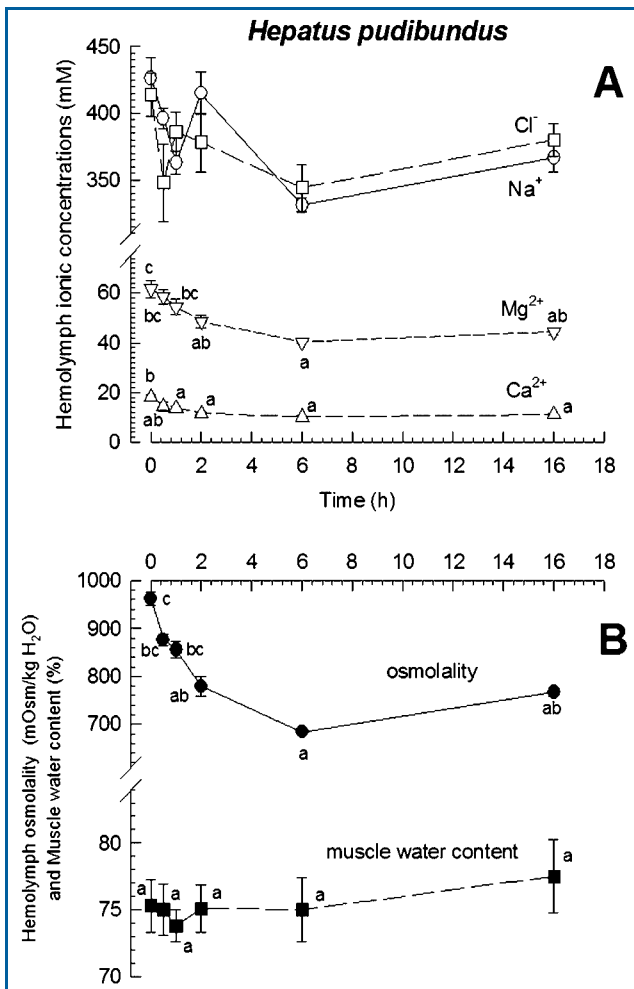 Hepatus pudibundus
A
Hemolymph ionic concentrations (mM)
450
400
350
60
40
20
0
Cl-
Na+
c
bc
bc
ab
a
Mg2+
ab
b
ab
a
a
a
Ca2+
a
0 2 4 6 8 10 12 14 16 18
Time (h)
0 2 4 6 8 10 12 14 16 18
B
Hemolymph osmolality (mOsm/kg H2O)
and Muscle water content (%)
1000
900
800
700
80
75
70
c
bc
bc
ab
a
osmolality
ab
muscle water content
a
a
a
a
a
a